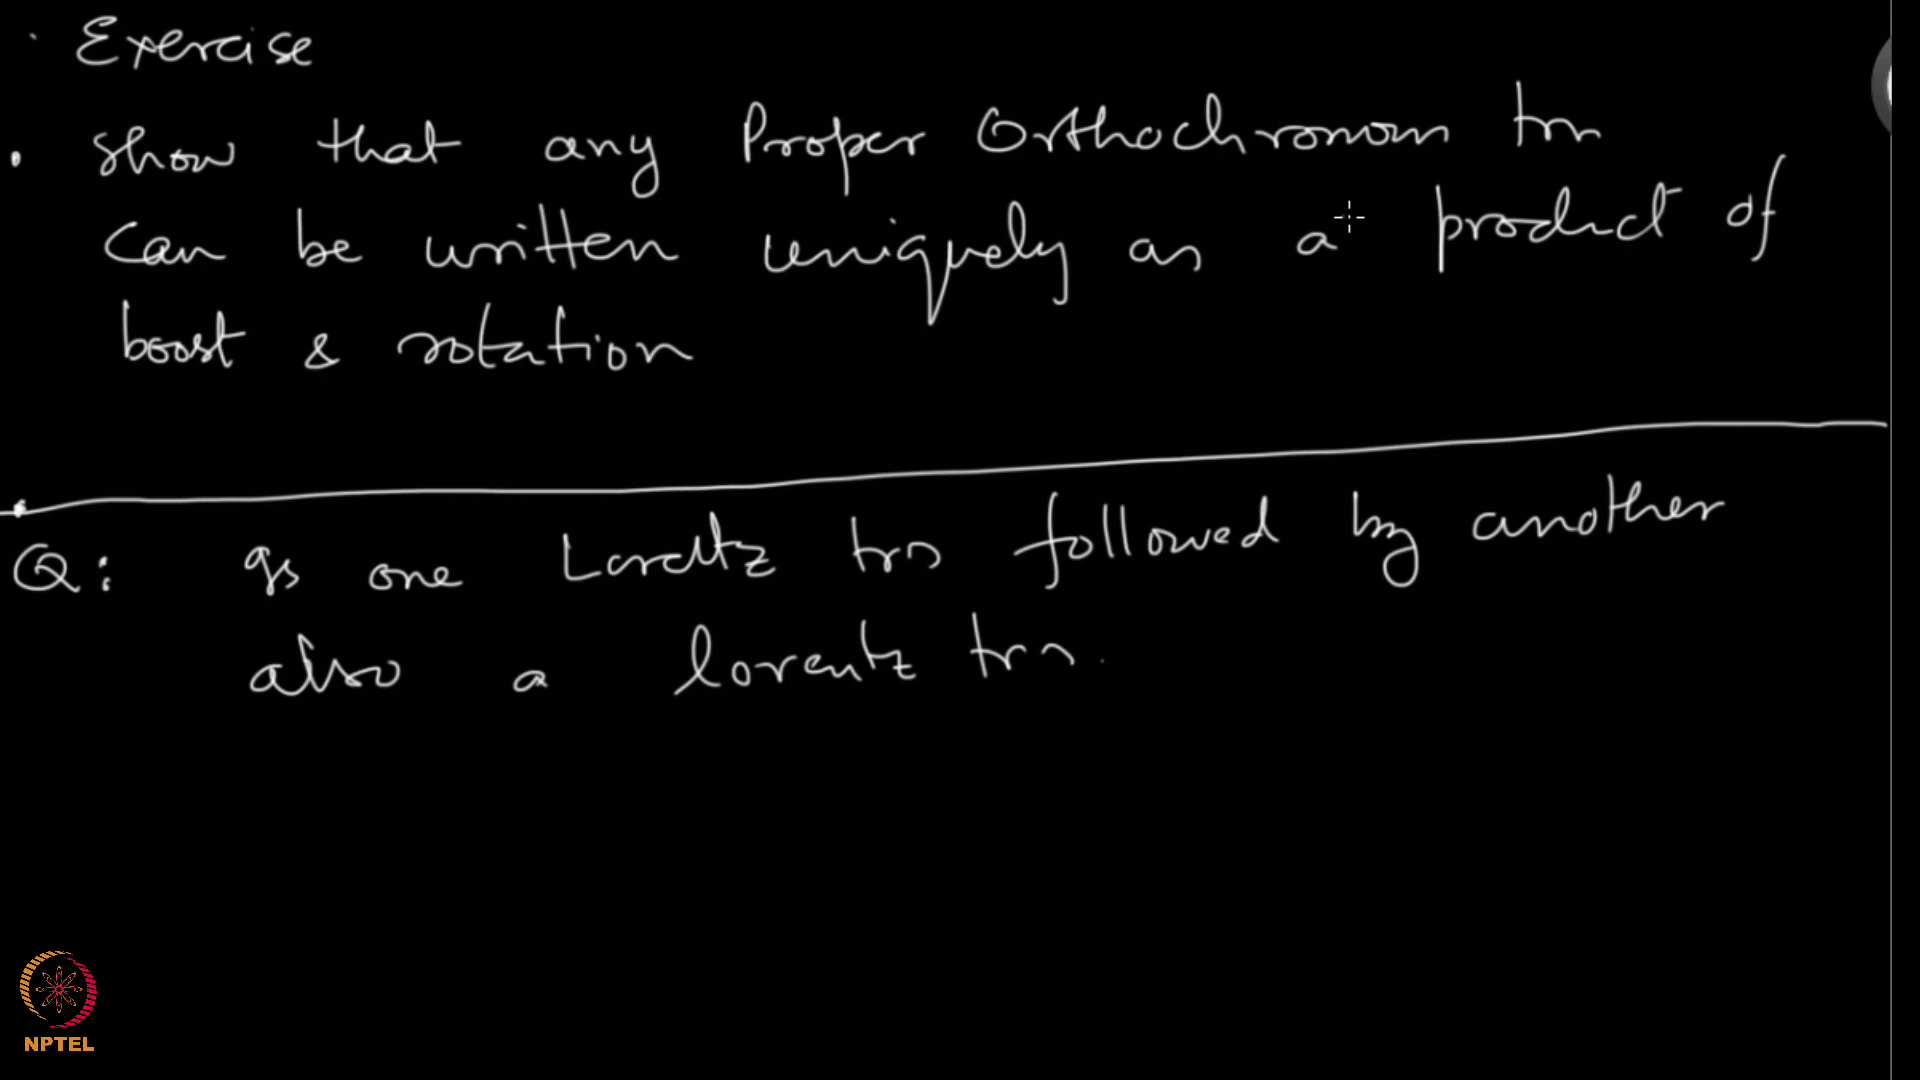 Exercise
• Show that any Proper Orthochronous trn
can be written uniquely as a product of
boost & rotation
Q: Is one Lorentz trn followed by another
also a lorentz trn.
NPTEL